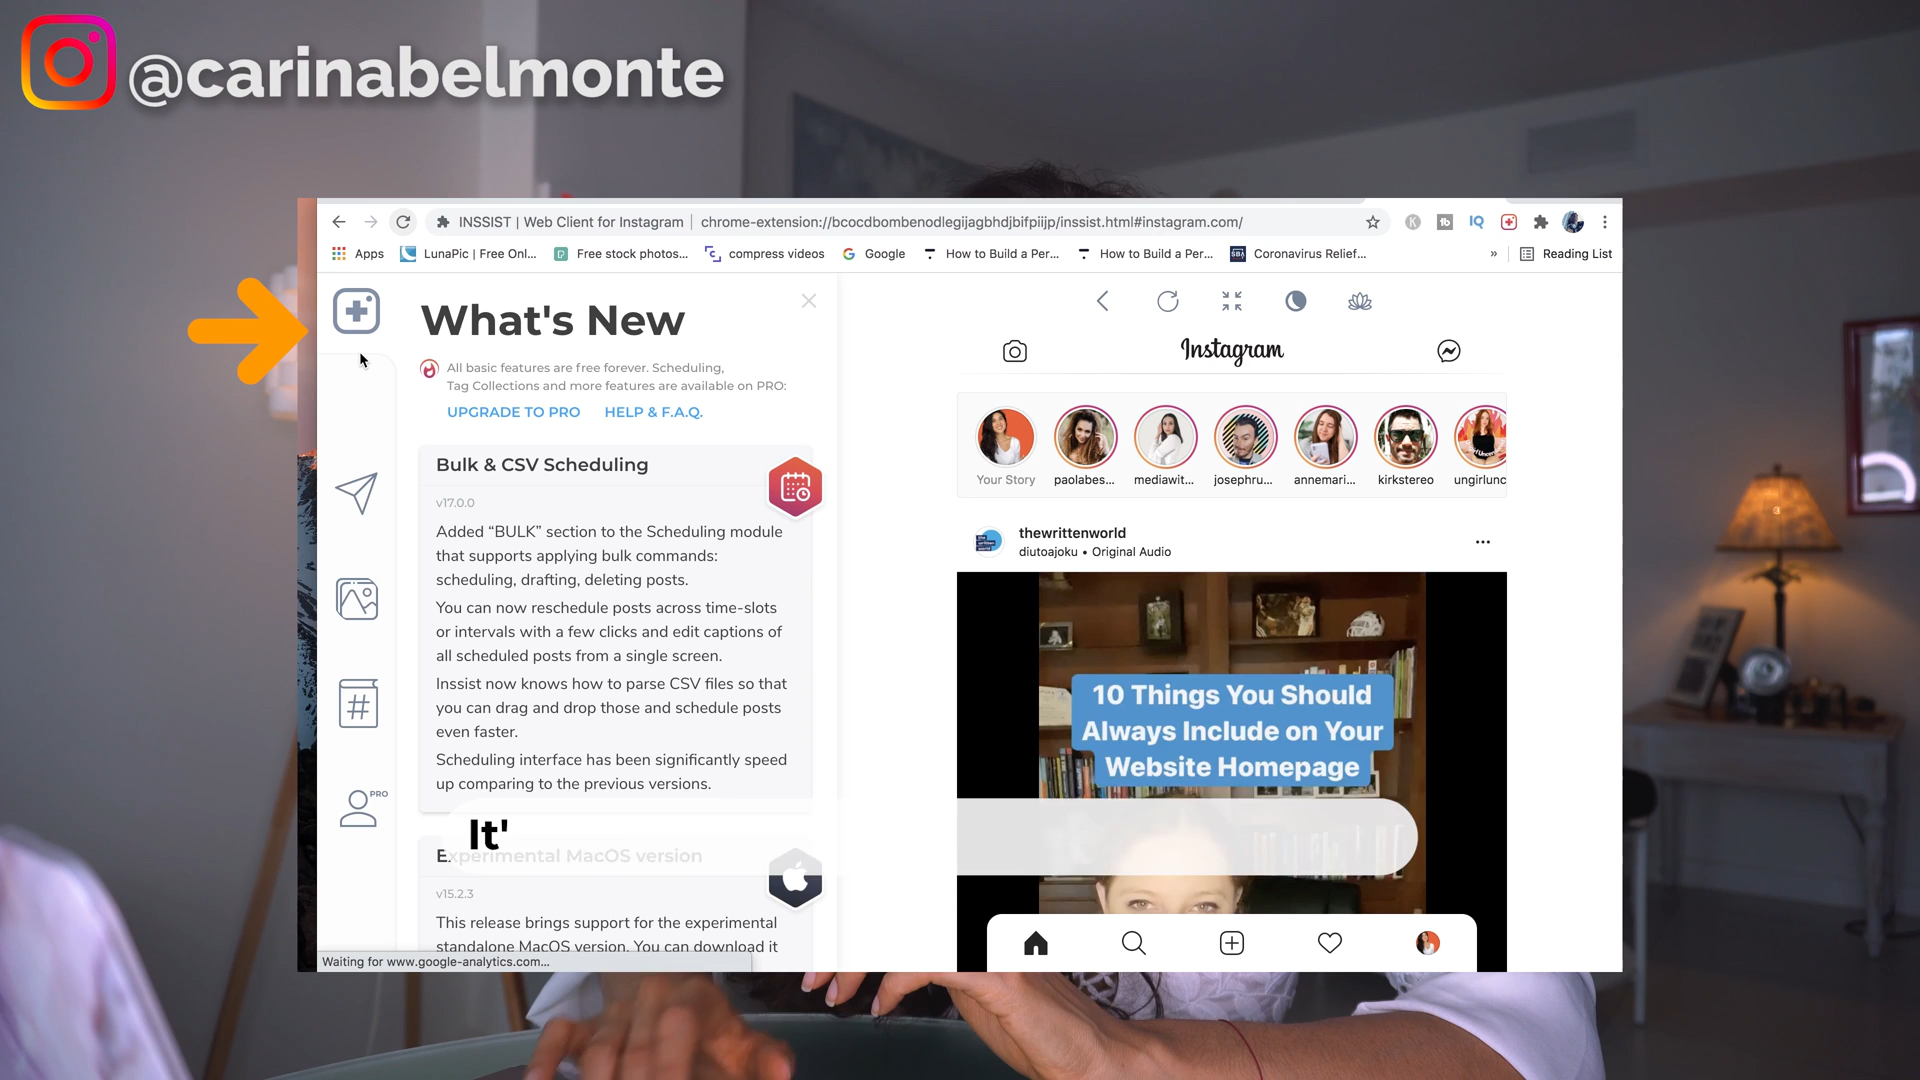 @carinabelmonte
INSSIST | Web Client for Instagram | chrome-extension://bcocdbombenodlegijagbhdjbifpiijp/inssist.html#instagram.com/
K
tb
IQ
Apps
LunaPic | Free Onl...
Free stock photos...
compress videos
Google
How to Build a Per...
How to Build a Per...
SBA
Coronavirus Relief...
»
Reading List
What's New
All basic features are free forever. Scheduling,
Tag Collections and more features are available on PRO:
UPGRADE TO PRO HELP & F.A.Q.
Bulk & CSV Scheduling
v17.0.0
Added “BULK” section to the Scheduling module
that supports applying bulk commands:
scheduling, drafting, deleting posts.
You can now reschedule posts across time-slots
or intervals with a few clicks and edit captions of
all scheduled posts from a single screen.
Inssist now knows how to parse CSV files so that
you can drag and drop those and schedule posts
even faster.
Scheduling interface has been significantly speed
up comparing to the previous versions.
PRO
It'
Experimental MacOS version
v15.2.3
This release brings support for the experimental
standalone MacOS version. You can download it
Waiting for www.google-analytics.com...
Instagram
Your Story
paolabes...
mediawit...
josephru...
annemari...
kirkstereo
ungirlunc
thewrittenworld
diutoajoku • Original Audio
10 Things You Should
Always Include on Your
Website Homepage